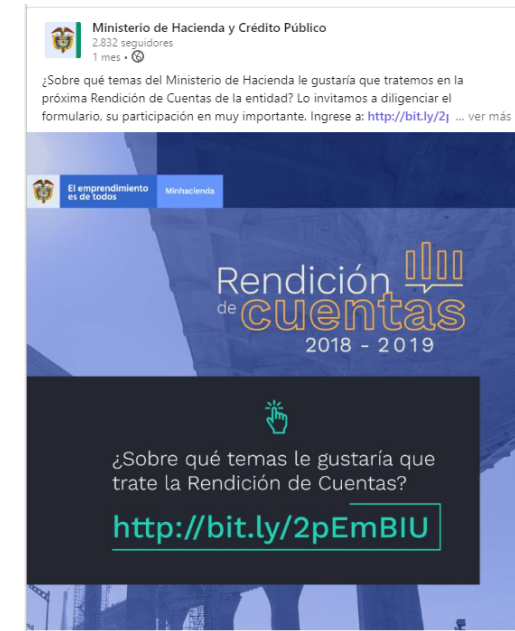 Ministerio de Hacienda y Crédito Público
2.832 seguidores
1 mes •
¿Sobre qué temas del Ministerio de Hacienda le gustaría que tratemos en la
próxima Rendición de Cuentas de la entidad? Lo invitamos a diligenciar el
formulario, su participación en muy importante. Ingrese a: http://bit.ly/2p ... ver más
El emprendimiento
es de todos
Minhacienda
Rendición
de cuentas
2018 - 2019
¿Sobre qué temas le gustaría que
trate la Rendición de Cuentas?
http://bit.ly/2pEmBIU